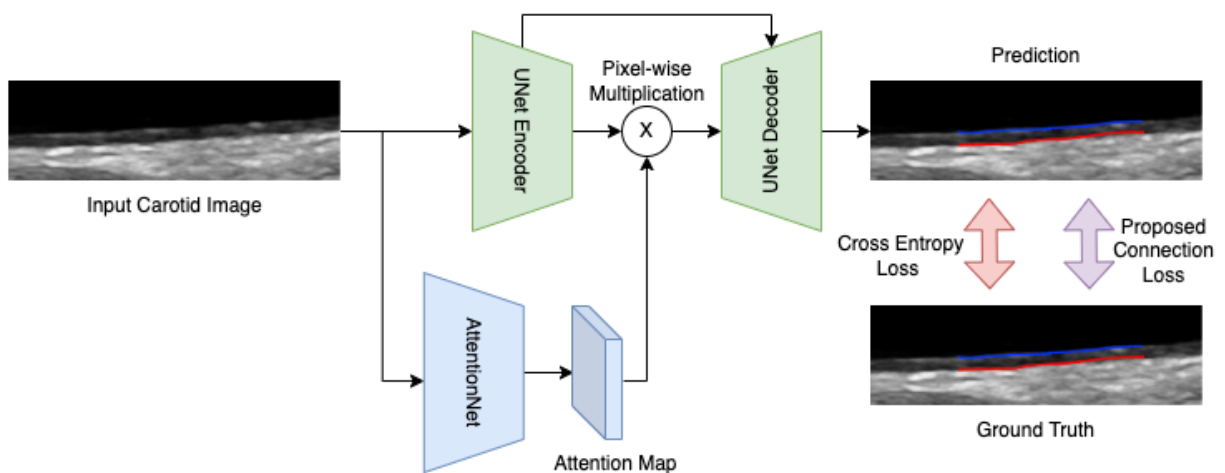 Input Carotid Image
UNet Encoder
Pixel-wise
Multiplication
X
UNet Decoder
Prediction
AttentionNet
Attention Map
Cross Entropy
Loss
Proposed
Connection
Loss
Ground Truth